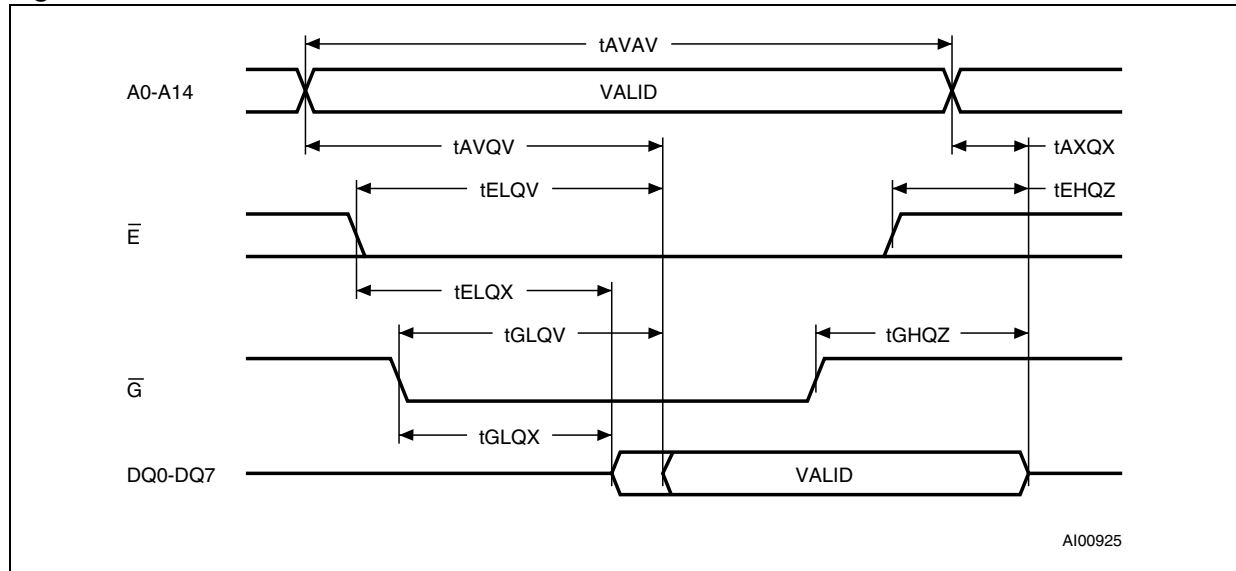 tAVAV
A0-A14
VALID
tAVQV
tAXQX
tELQV
tEHQZ
E̅
tELQX
tGLQV
tGHQZ
G̅
tGLQX
DQ0-DQ7
VALID
AI00925